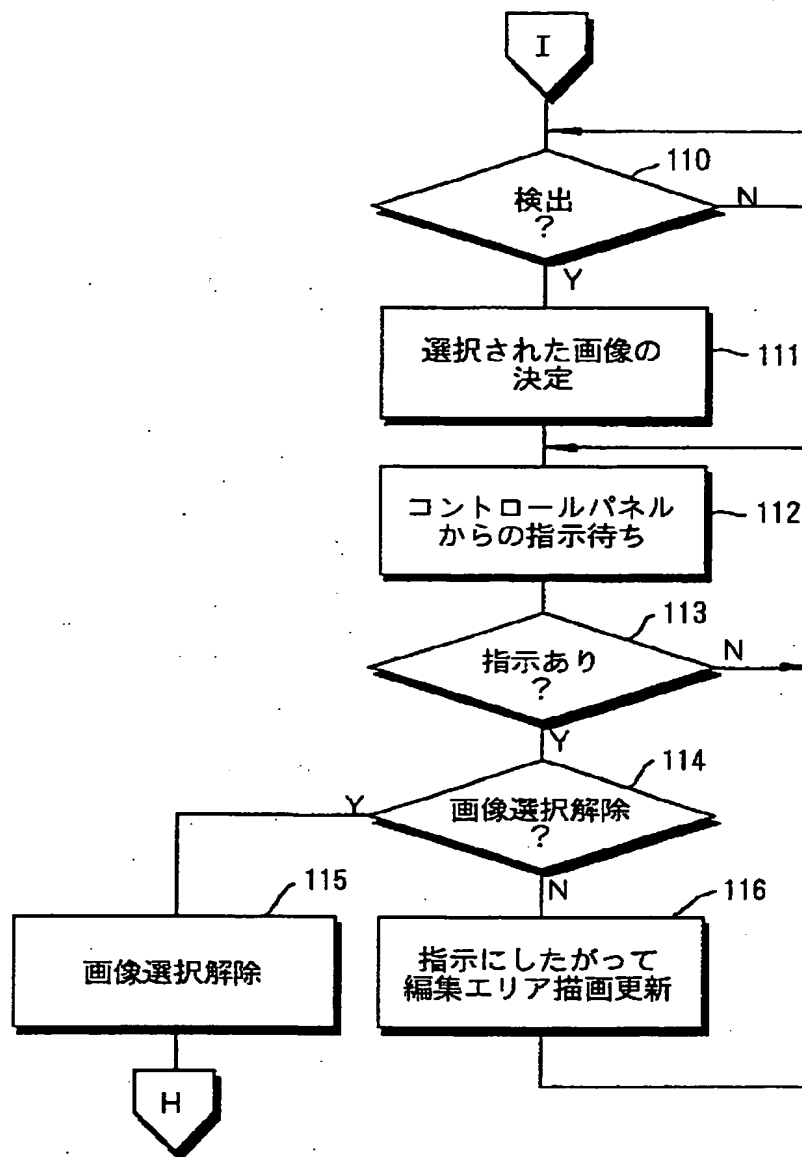 I
110
検出
?
N
Y
選択された画像の
決定
111
コントロールパネル
からの指示待ち
112
113
指示あり
?
N
Y
114
画像選択解除
?
Y
N
115
画像選択解除
116
指示にしたがって
編集エリア描画更新
H